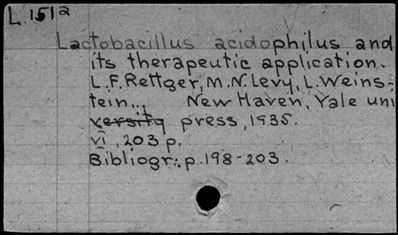 L.151a
Lactobacillus acidophilus and
its therapeutic application.
L.F.Rettger, M.N.Levy, L.Weins-
tein... New Haven, Yale uni
versity press, 1935.
vi, 203 p.
Bibliogr.: p.198-203.